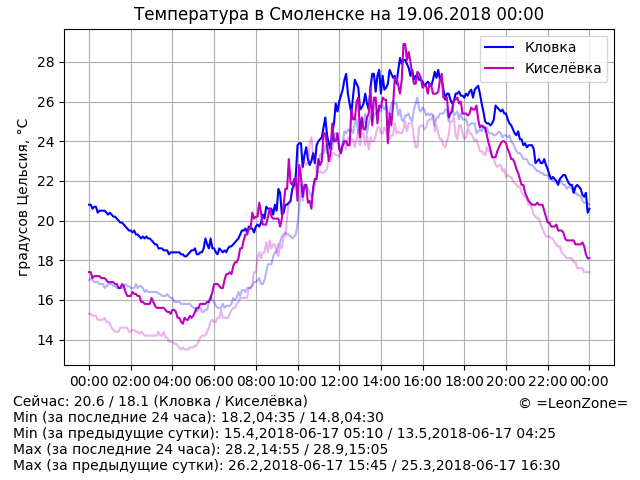 Температура в Смоленске на 19.06.2018 00:00
градусов Цельсия, °C
28
26
24
22
20
18
16
14
Кловка
Киселёвка
00:00 02:00 04:00 06:00 08:00 10:00 12:00 14:00 16:00 18:00 20:00 22:00 00:00
Сейчас: 20.6 / 18.1 (Кловка / Киселёвка)
© =LeonZone=
Min (за последние 24 часа): 18.2,04:35 / 14.8,04:30
Min (за предыдущие сутки): 15.4,2018-06-17 05:10 / 13.5,2018-06-17 04:25
Max (за последние 24 часа): 28.2,14:55 / 28.9,15:05
Max (за предыдущие сутки): 26.2,2018-06-17 15:45 / 25.3,2018-06-17 16:30